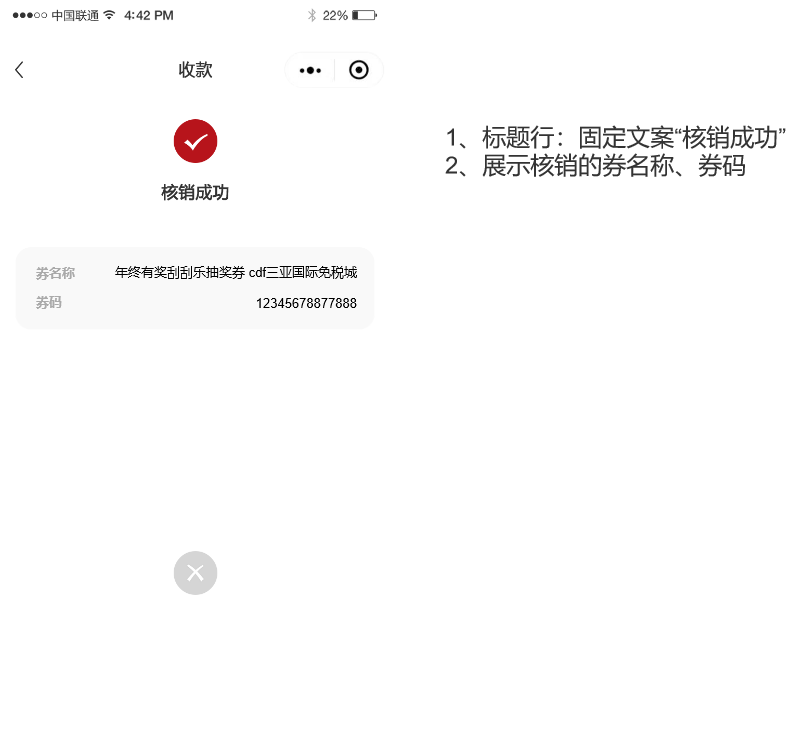 中国联通 4:42 PM 22%
收款
核销成功
券名称 年终有奖刮刮乐抽奖券 cdf三亚国际免税城
券码 12345678877888
1、标题行：固定文案“核销成功”
2、展示核销的券名称、券码